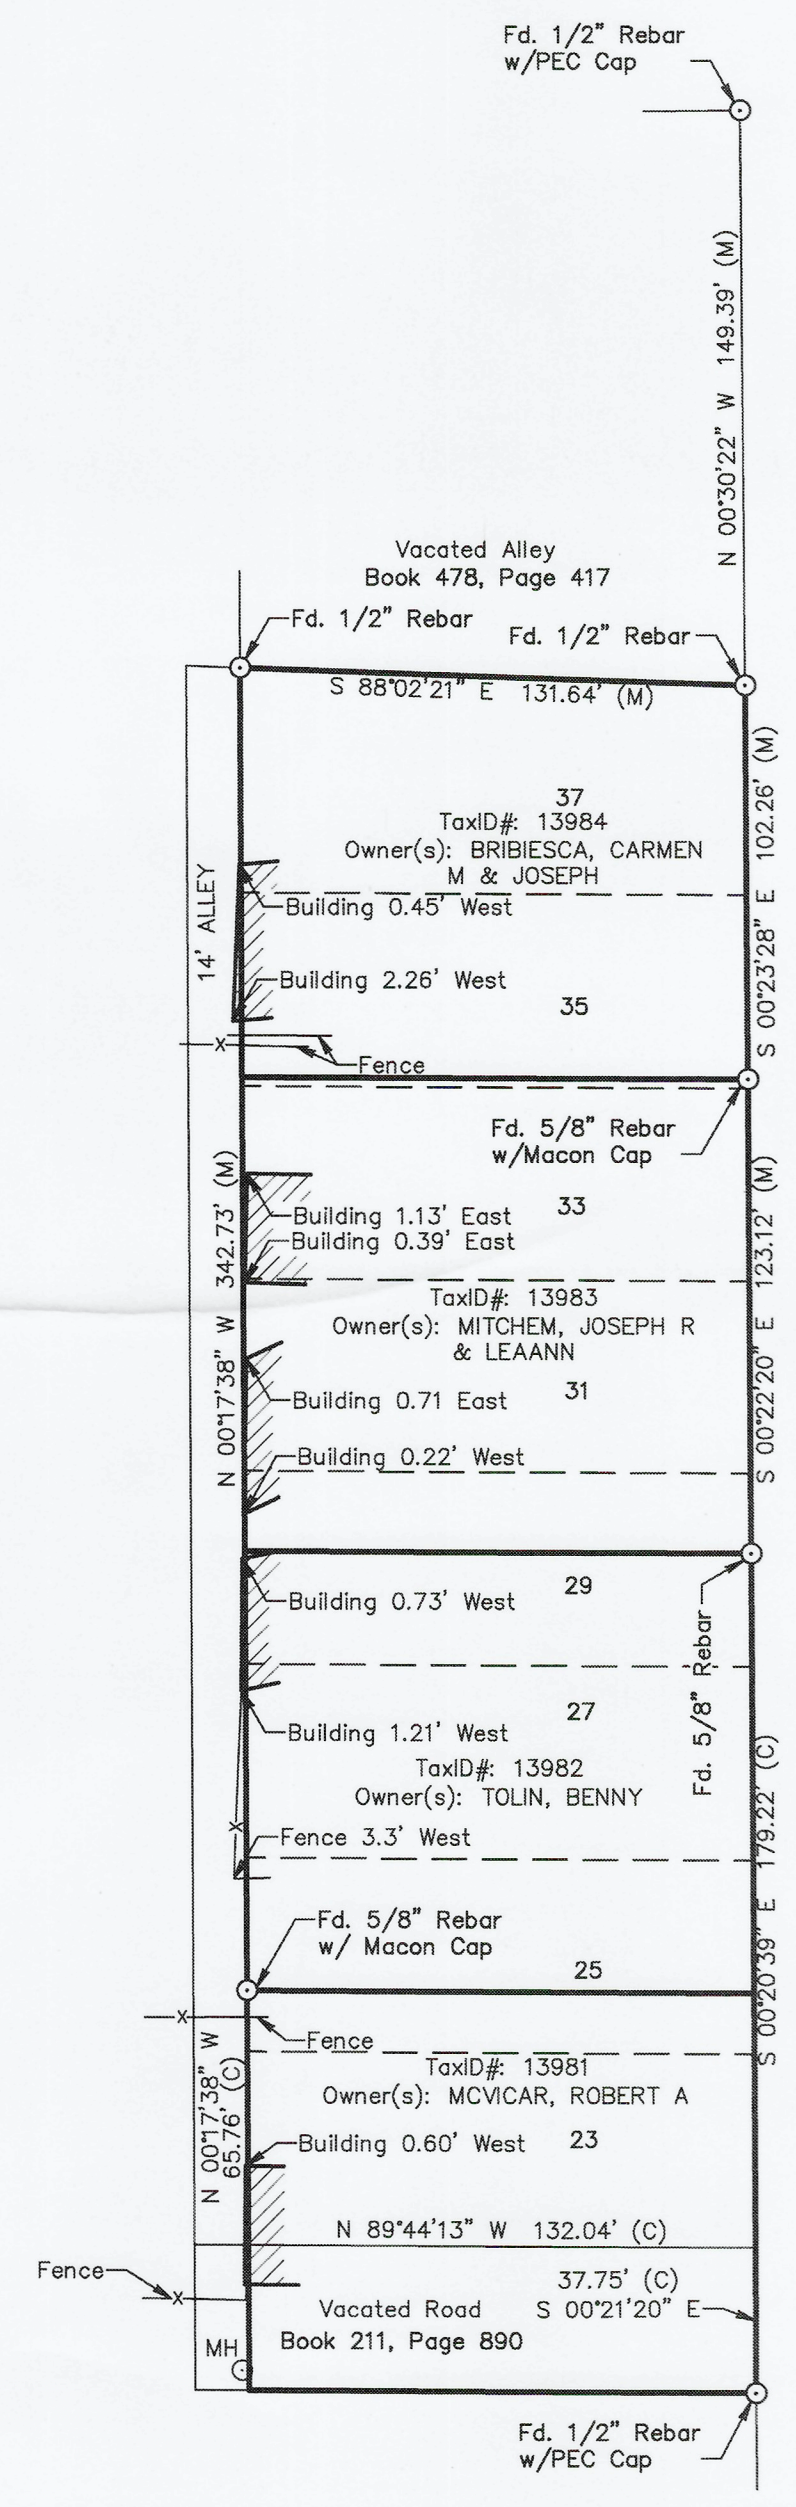 Fd. 1/2" Rebar
w/PEC Cap
N 00°30'22" W 149.39' (M)
Vacated Alley
Book 478, Page 417
Fd. 1/2" Rebar
Fd. 1/2" Rebar
S 88°02'21" E 131.64' (M)
S 00°23'28" E 102.26' (M)
37
TaxID#: 13984
Owner(s): BRIBIESCA, CARMEN
M & JOSEPH
14' ALLEY
Building 0.45' West
Building 2.26' West
35
X
Fence
Fd. 5/8" Rebar
w/Macon Cap
N 00°17'38" W 342.73' (M)
S 00°22'20" E 123.12' (M)
33
Building 1.13' East
Building 0.39' East
TaxID#: 13983
Owner(s): MITCHEM, JOSEPH R
& LEAANN
31
Building 0.71 East
Building 0.22' West
29
Building 0.73' West
Fd. 5/8" Rebar
27
Building 1.21' West
TaxID#: 13982
Owner(s): TOLIN, BENNY
X
Fence 3.3' West
S 00°20'39" E 179.22' (C)
Fd. 5/8" Rebar
w/ Macon Cap
25
X
Fence
N 00°17'38" W
65.76' (C)
TaxID#: 13981
Owner(s): MCVICAR, ROBERT A
Building 0.60' West
23
N 89°44'13" W 132.04' (C)
Fence
X
37.75' (C)
S 00°21'20" E
Vacated Road
Book 211, Page 890
MH
Fd. 1/2" Rebar
w/PEC Cap